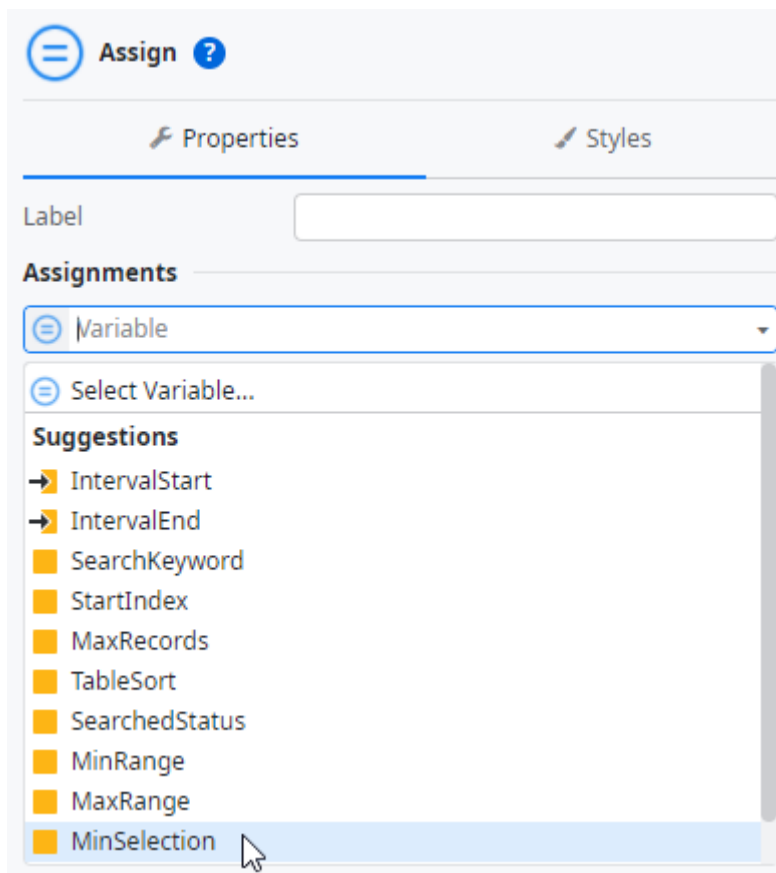 Assign ?
Properties Styles
Label
Assignments
Variable
Select Variable...
Suggestions
IntervalStart
IntervalEnd
SearchKeyword
StartIndex
MaxRecords
TableSort
SearchedStatus
MinRange
MaxRange
MinSelection